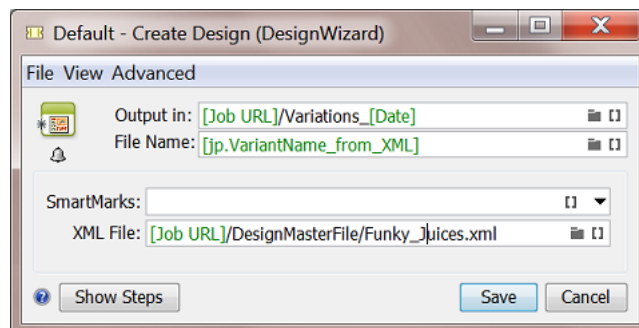 Default - Create Design (DesignWizard)
File View Advanced
Output in: [Job URL]/Variations_[Date]
File Name: [jp.VariantName_from_XML]
SmartMarks:
XML File: [Job URL]/DesignMasterFile/Funky_Juices.xml
Show Steps Save Cancel